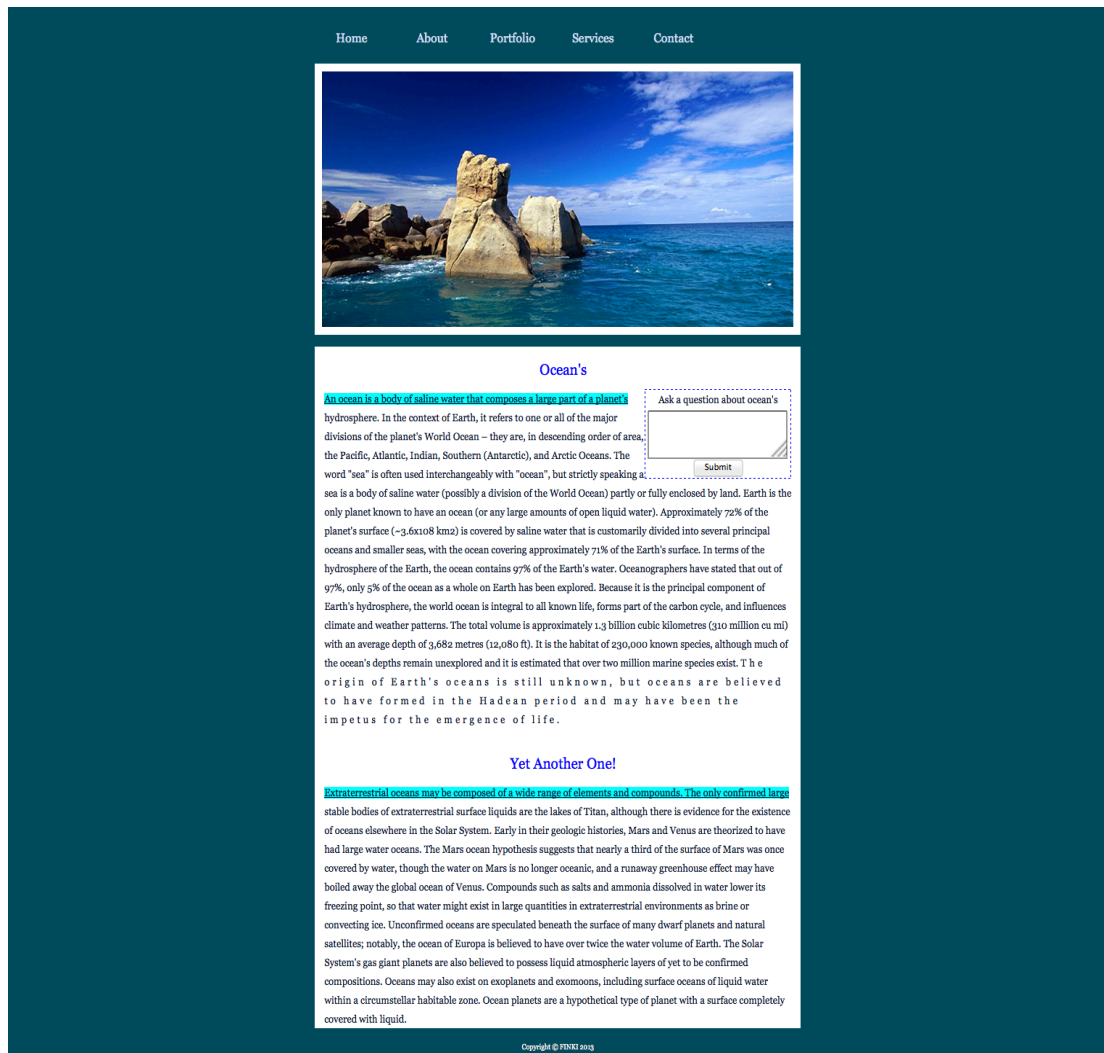 Home About Portfolio Services Contact
Ocean's
An ocean is a body of saline water that composes a large part of a planet's
hydrosphere. In the context of Earth, it refers to one or all of the major
divisions of the planet's World Ocean – they are, in descending order of area,
the Pacific, Atlantic, Indian, Southern (Antarctic), and Arctic Oceans. The
word "sea" is often used interchangeably with "ocean", but strictly speaking a
Ask a question about ocean's
Submit
sea is a body of saline water (possibly a division of the World Ocean) partly or fully enclosed by land. Earth is the
only planet known to have an ocean (or any large amounts of open liquid water). Approximately 72% of the
planet's surface (~3.6x108 km2) is covered by saline water that is customarily divided into several principal
oceans and smaller seas, with the ocean covering approximately 71% of the Earth's surface. In terms of the
hydrosphere of the Earth, the ocean contains 97% of the Earth's water. Oceanographers have stated that out of
97%, only 5% of the ocean as a whole on Earth has been explored. Because it is the principal component of
Earth's hydrosphere, the world ocean is integral to all known life, forms part of the carbon cycle, and influences
climate and weather patterns. The total volume is approximately 1.3 billion cubic kilometres (310 million cu mi)
with an average depth of 3,682 metres (12,080 ft). It is the habitat of 230,000 known species, although much of
the ocean's depths remain unexplored and it is estimated that over two million marine species exist. The
origin of Earth's oceans is still unknown, but oceans are believed
to have formed in the Hadean period and may have been the
impetus for the emergence of life.
Yet Another One!
Extraterrestrial oceans may be composed of a wide range of elements and compounds. The only confirmed large
stable bodies of extraterrestrial surface liquids are the lakes of Titan, although there is evidence for the existence
of oceans elsewhere in the Solar System. Early in their geologic histories, Mars and Venus are theorized to have
had large water oceans. The Mars ocean hypothesis suggests that nearly a third of the surface of Mars was once
covered by water, though the water on Mars is no longer oceanic, and a runaway greenhouse effect may have
boiled away the global ocean of Venus. Compounds such as salts and ammonia dissolved in water lower its
freezing point, so that water might exist in large quantities in extraterrestrial environments as brine or
convecting ice. Unconfirmed oceans are speculated beneath the surface of many dwarf planets and natural
satellites; notably, the ocean of Europa is believed to have over twice the water volume of Earth. The Solar
System's gas giant planets are also believed to possess liquid atmospheric layers of yet to be confirmed
compositions. Oceans may also exist on exoplanets and exomoons, including surface oceans of liquid water
within a circumstellar habitable zone. Ocean planets are a hypothetical type of planet with a surface completely
covered with liquid.
Copyright © FINKI 2013